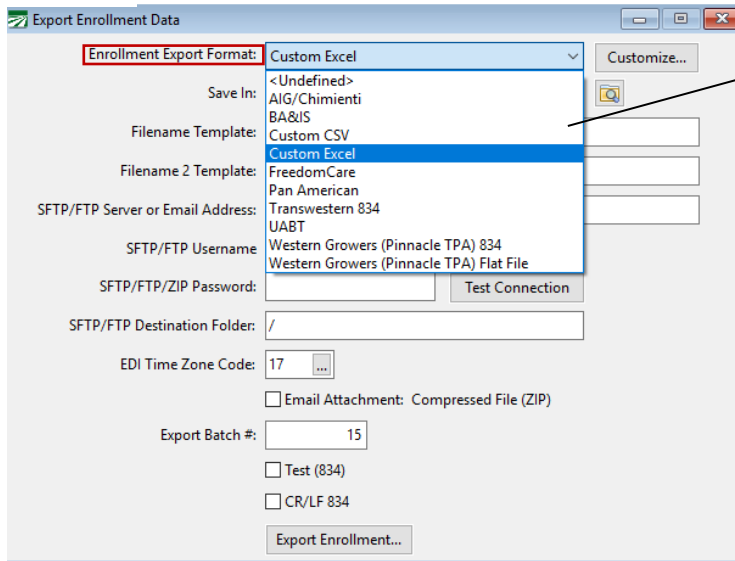 Export Enrollment Data
Enrollment Export Format: Custom Excel Customize...
<Undefined>
Save In: AIG/Chimienti
BA&IS
Filename Template: Custom CSV
Custom Excel
Filename 2 Template: FreedomCare
Pan American
SFTP/FTP Server or Email Address: Transwestern 834
UABT
SFTP/FTP Username Western Growers (Pinnacle TPA) 834
Western Growers (Pinnacle TPA) Flat File
SFTP/FTP/ZIP Password: Test Connection
SFTP/FTP Destination Folder: /
EDI Time Zone Code: 17 ...
Email Attachment: Compressed File (ZIP)
Export Batch #: 15
Test (834)
CR/LF 834
Export Enrollment...